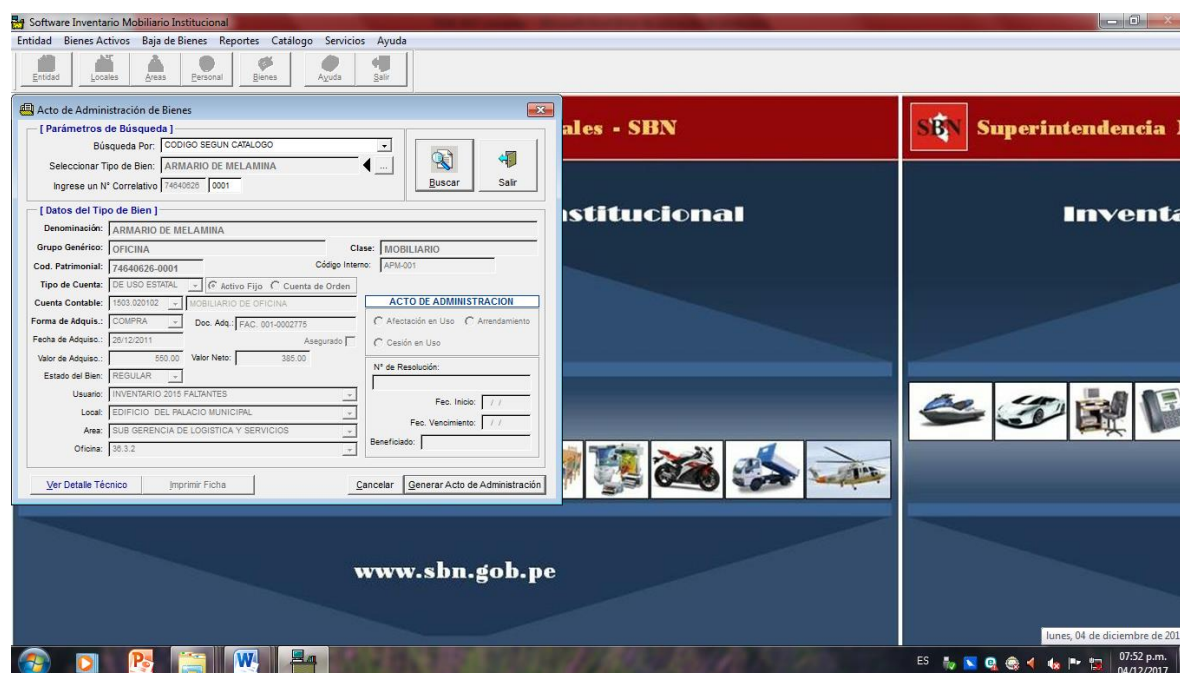 Software Inventario Mobiliario Institucional
Entidad Bienes Activos Baja de Bienes Reportes Catálogo Servicios Ayuda
Entidad Locales Áreas Personal Bienes Ayuda Salir
Acto de Administración de Bienes
[ Parámetros de Búsqueda ]
Búsqueda Por: CODIGO SEGUN CATALOGO
Seleccionar Tipo de Bien: ARMARIO DE MELAMINA ...
Ingrese un N° Correlativo 74640626 0001
Buscar Salir
[ Datos del Tipo de Bien ]
Denominación: ARMARIO DE MELAMINA
Grupo Genérico: OFICINA Clase: MOBILIARIO
Cod. Patrimonial: 74640626-0001 Código Interno: APM-001
Tipo de Cuenta: DE USO ESTATAL Activo Fijo Cuenta de Orden
Cuenta Contable: 1503.020102 MOBILIARIO DE OFICINA
Forma de Adquis.: COMPRA Doc. Adq.: FAC. 001-0002775
Fecha de Adquisc.: 26/12/2011 Asegurado
Valor de Adquisc.: 550.00 Valor Neto: 385.00
Estado del Bien: REGULAR
Usuario: INVENTARIO 2015 FALTANTES
Local: EDIFICIO DEL PALACIO MUNICIPAL
Area: SUB GERENCIA DE LOGISTICA Y SERVICIOS
Oficina: 36.3.2
ACTO DE ADMINISTRACION
Afectación en Uso Arrendamiento
Cesión en Uso
N° de Resolución:
Fec. Inicio: / /
Fec. Vencimiento: / /
Beneficiado:
Ver Detalle Técnico Imprimir Ficha Cancelar Generar Acto de Administración
ales - SBN
istitucional
www.sbn.gob.pe
SBN Superintendencia
Inventa
lunes, 04 de diciembre de 201
ES 07:52 p.m.
04/12/2017